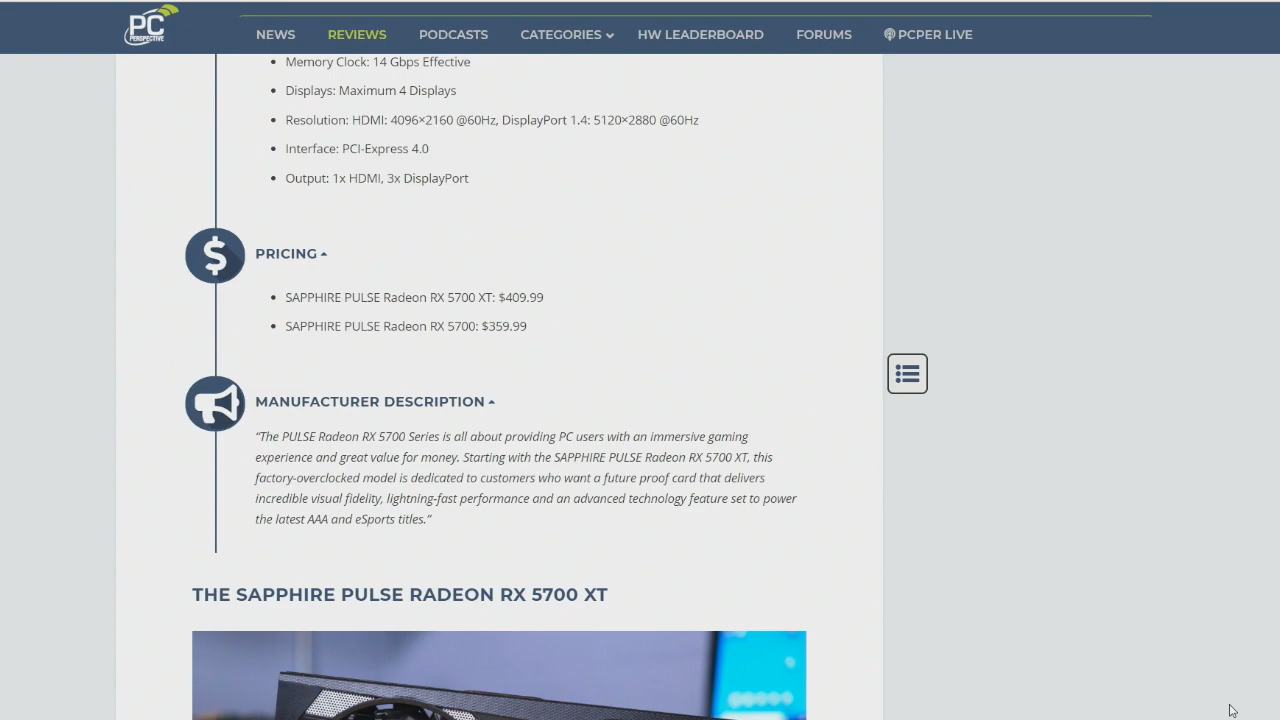 PC
PERSPECTIVE
NEWS REVIEWS PODCASTS CATEGORIES HW LEADERBOARD FORUMS PCPER LIVE
Memory Clock: 14 Gbps Effective
Displays: Maximum 4 Displays
Resolution: HDMI: 4096×2160 @60Hz, DisplayPort 1.4: 5120×2880 @60Hz
Interface: PCI-Express 4.0
Output: 1x HDMI, 3x DisplayPort
$ PRICING
SAPPHIRE PULSE Radeon RX 5700 XT: $409.99
SAPPHIRE PULSE Radeon RX 5700: $359.99
MANUFACTURER DESCRIPTION
“The PULSE Radeon RX 5700 Series is all about providing PC users with an immersive gaming
experience and great value for money. Starting with the SAPPHIRE PULSE Radeon RX 5700 XT, this
factory-overclocked model is dedicated to customers who want a future proof card that delivers
incredible visual fidelity, lightning-fast performance and an advanced technology feature set to power
the latest AAA and eSports titles.”
THE SAPPHIRE PULSE RADEON RX 5700 XT